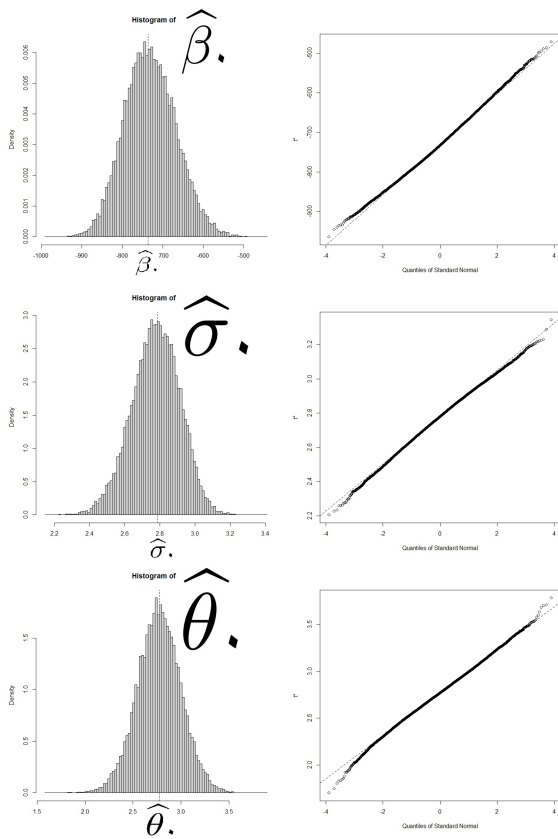 Histogram of β̂.
Density
0.000 0.001 0.002 0.003 0.004 0.005 0.006
-1000 -900 -800 -700 -600 -500
β̂.
t*
-900 -800 -700 -600 -500
-4 -2 0 2 4
Quantiles of Standard Normal
Histogram of σ̂.
Density
0.0 0.5 1.0 1.5 2.0 2.5 3.0
2.2 2.4 2.6 2.8 3.0 3.2 3.4
σ̂.
t*
2.2 2.4 2.6 2.8 3.0 3.2
-4 -2 0 2 4
Quantiles of Standard Normal
Histogram of θ̂.
Density
0.0 0.5 1.0 1.5
1.5 2.0 2.5 3.0 3.5
θ̂.
t*
2.0 2.5 3.0 3.5
-4 -2 0 2 4
Quantiles of Standard Normal